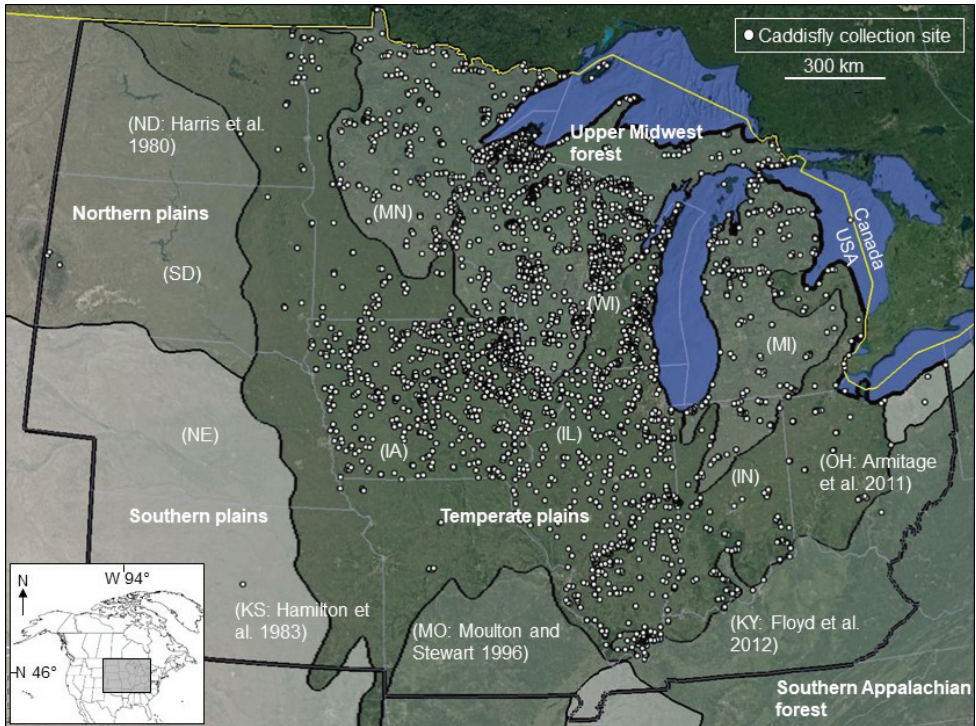 Caddisfly collection site
300 km
(ND: Harris et al.
1980)
Upper Midwest
forest
(MN)
Northern plains
(SD)
Canada
USA
(WI)
(MI)
(NE)
(IA)
(IL)
(IN)
(OH: Armitage
et al. 2011)
Southern plains
Temperate plains
W 94°
N
N 46°
(KS: Hamilton et
al. 1983)
(MO: Moulton and
Stewart 1996)
(KY: Floyd et al.
2012)
Southern Appalachian
forest